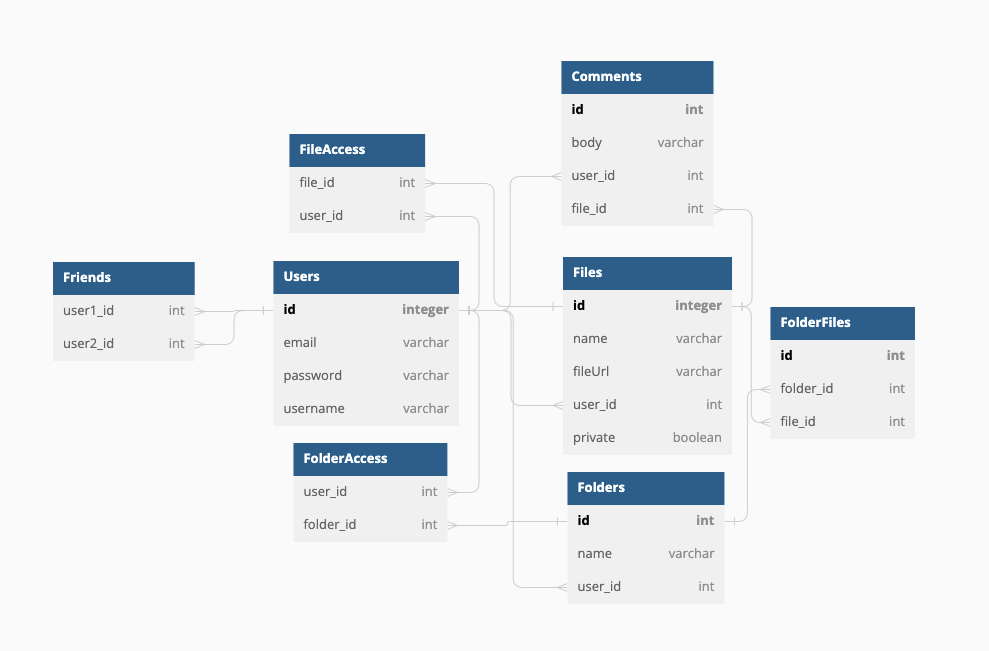 Comments
id int
body varchar
user_id int
file_id int
FileAccess
file_id int
user_id int
Friends
user1_id int
user2_id int
Users
id integer
email varchar
password varchar
username varchar
Files
id integer
name varchar
fileUrl varchar
user_id int
private boolean
FolderFiles
id int
folder_id int
file_id int
FolderAccess
user_id int
folder_id int
Folders
id int
name varchar
user_id int